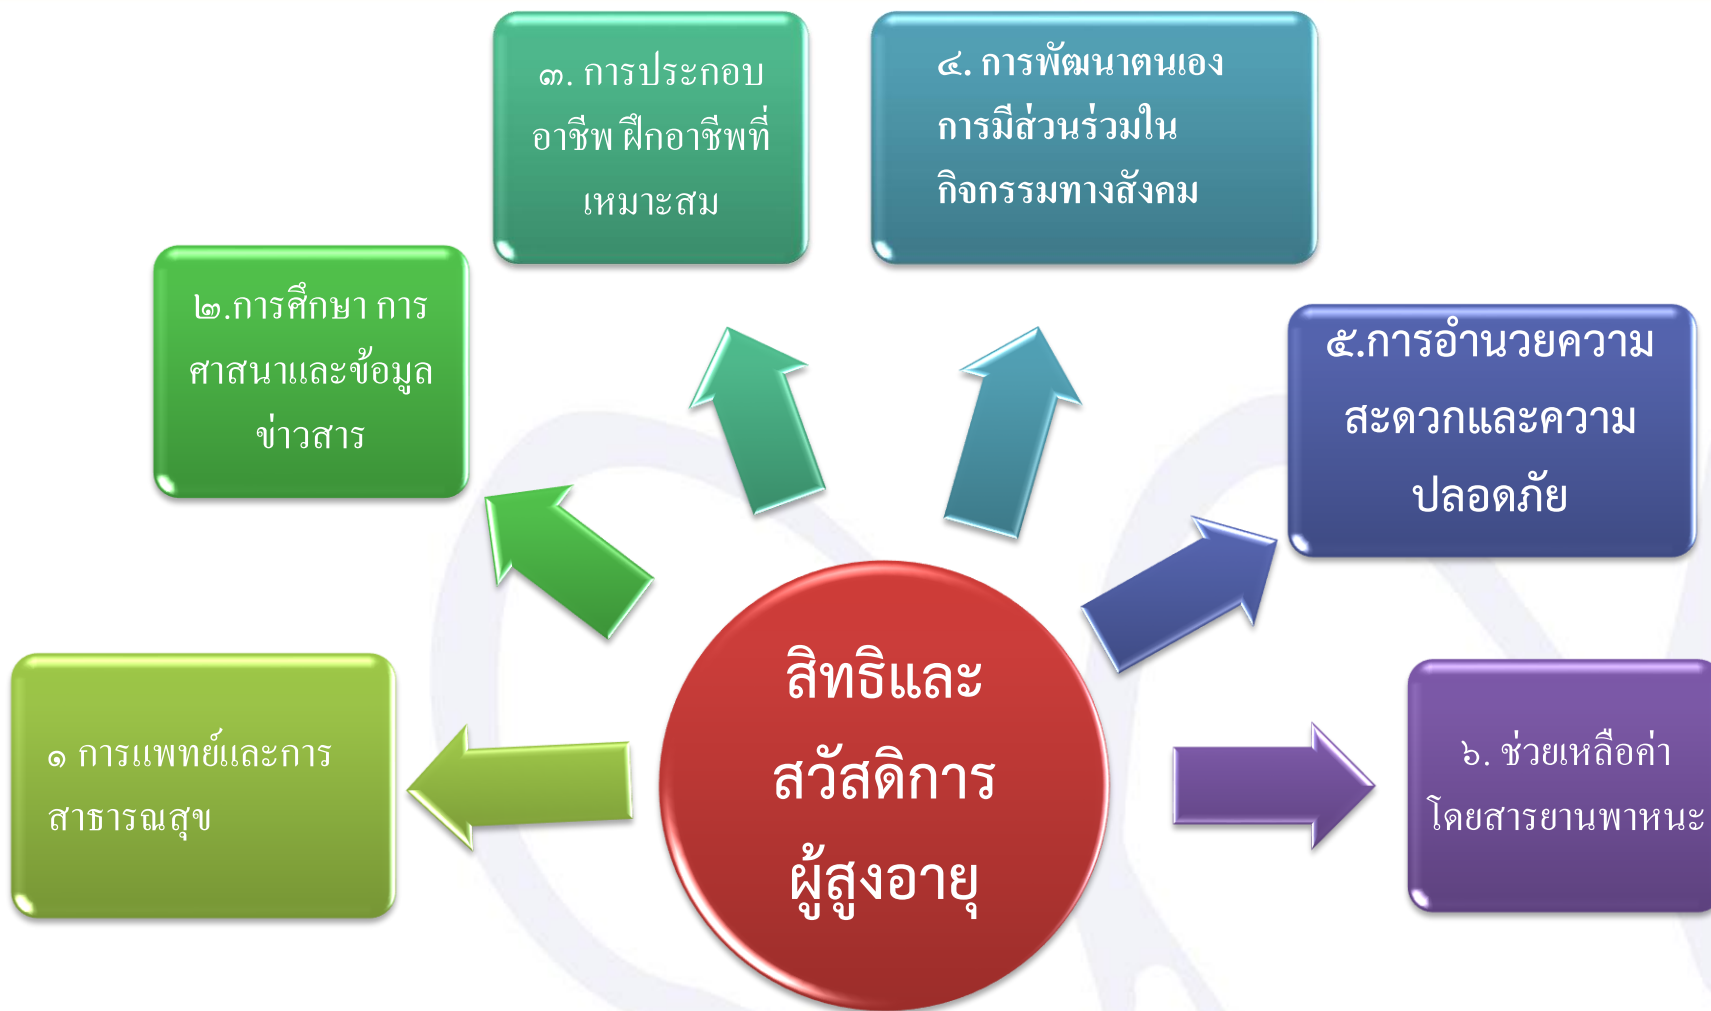 ๓. การประกอบ
อาชีพ ฝึกอาชีพที่
เหมาะสม
๔. การพัฒนาตนเอง
การมีส่วนร่วมใน
กิจกรรมทางสังคม
๒.การศึกษา การ
ศาสนาและข้อมูล
ข่าวสาร
๕.การอำนวยความ
สะดวกและความ
ปลอดภัย
๑ การแพทย์และการ
สาธารณสุข
สิทธิและ
สวัสดิการ
ผู้สูงอายุ
๖. ช่วยเหลือค่า
โดยสารยานพาหนะ